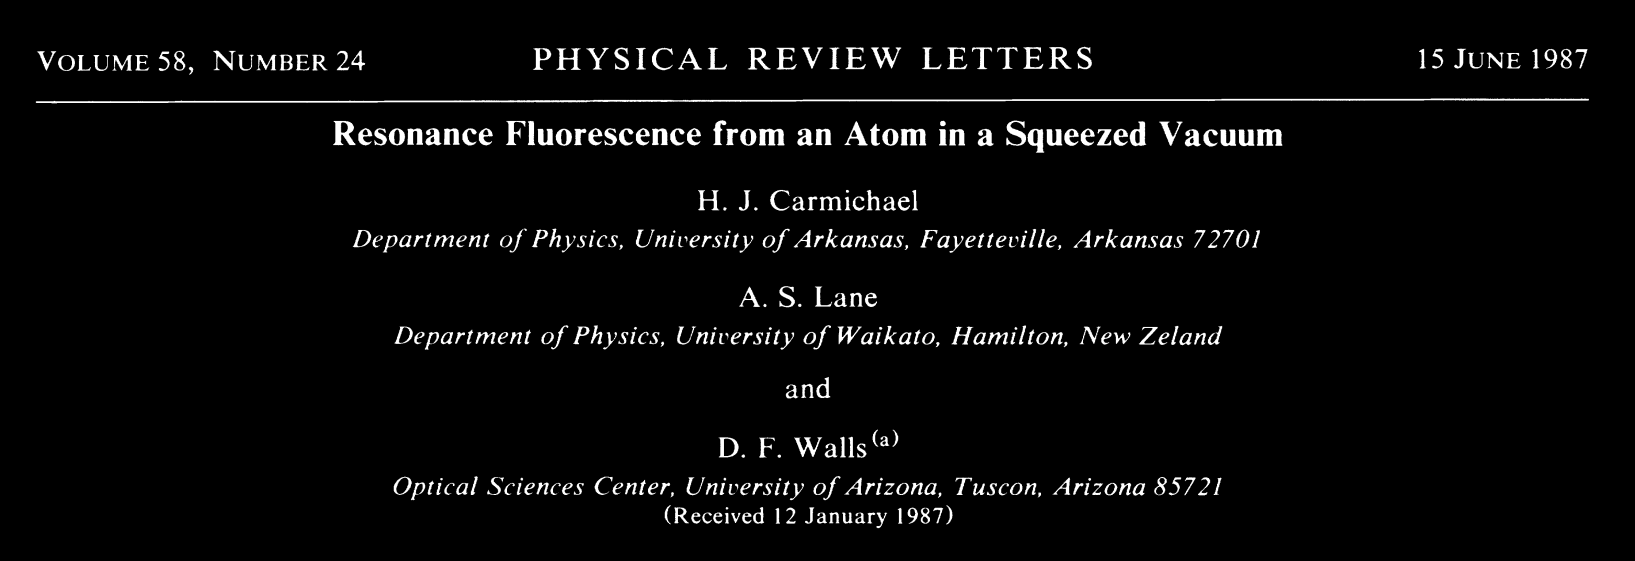 VOLUME 58, NUMBER 24 PHYSICAL REVIEW LETTERS 15 JUNE 1987
Resonance Fluorescence from an Atom in a Squeezed Vacuum
H. J. Carmichael
Department of Physics, University of Arkansas, Fayetteville, Arkansas 72701
A. S. Lane
Department of Physics, University of Waikato, Hamilton, New Zeland
and
D. F. Walls (a)
Optical Sciences Center, University of Arizona, Tuscon, Arizona 85721
(Received 12 January 1987)